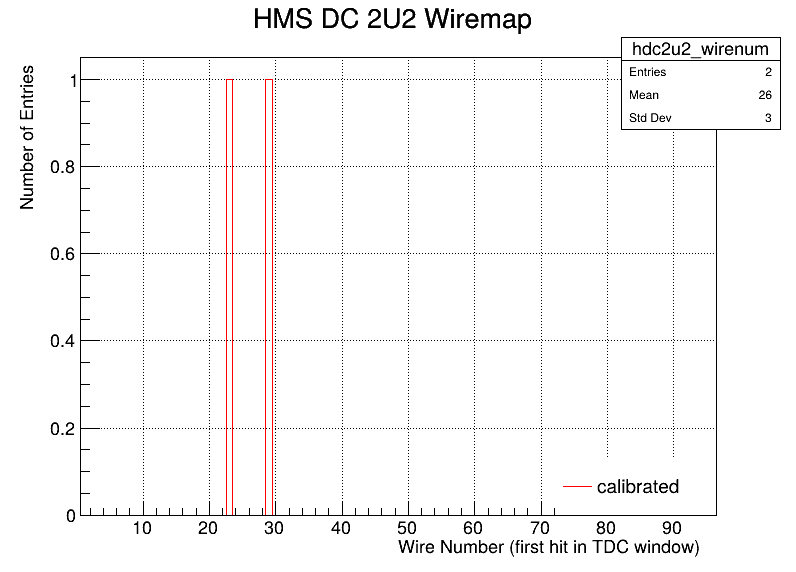 HMS DC 2U2 Wiremap
hdc2u2_wirenum
Entries 2
Mean 26
Std Dev 3
Number of Entries
1
0.8
0.6
0.4
0.2
0
calibrated
10 20 30 40 50 60 70 80 90
Wire Number (first hit in TDC window)